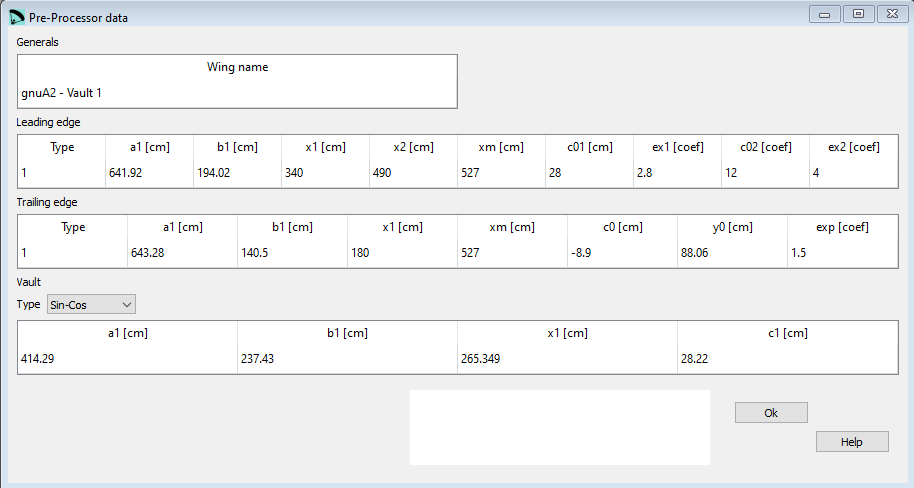 Pre-Processor data
Generals
Wing name
gnuA2 - Vault 1
Leading edge
Type a1 [cm] b1 [cm] x1 [cm] x2 [cm] xm [cm] c01 [cm] ex1 [coef] c02 [coef] ex2 [coef]
1 641.92 194.02 340 490 527 28 2.8 12 4
Trailing edge
Type a1 [cm] b1 [cm] x1 [cm] xm [cm] c0 [cm] y0 [cm] exp [coef]
1 643.28 140.5 180 527 -8.9 88.06 1.5
Vault
Type Sin-Cos
a1 [cm] b1 [cm] x1 [cm] c1 [cm]
414.29 237.43 265.349 28.22
Ok
Help